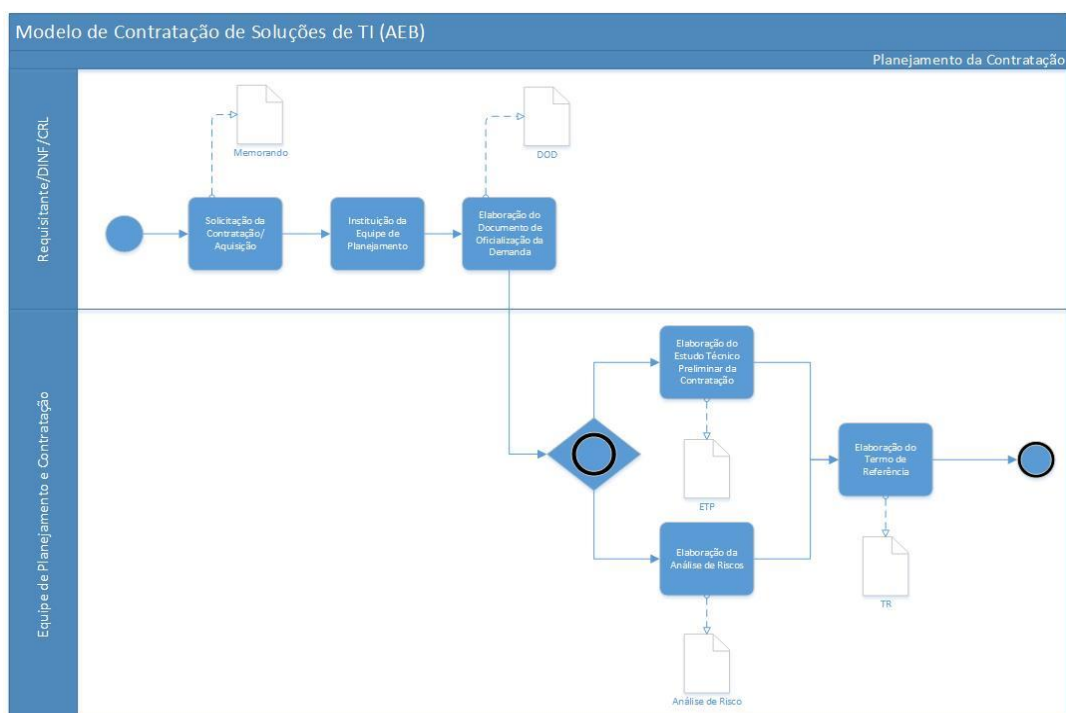 Modelo de Contratação de Soluções de TI (AEB)
Planejamento da Contratação
Requisitante/DINF/CRL
Memorando
DOD
Solicitação da
Contratação/
Aquisição
Instituição da
Equipe de
Planejamento
Elaboração do
Documento de
Oficialização da
Demanda
Equipe de Planejamento e Contratação
Elaboração do
Estudo Técnico
Preliminar da
Contratação
ETP
Elaboração da
Análise de Riscos
Análise de Risco
Elaboração do
Termo de
Referência
TR